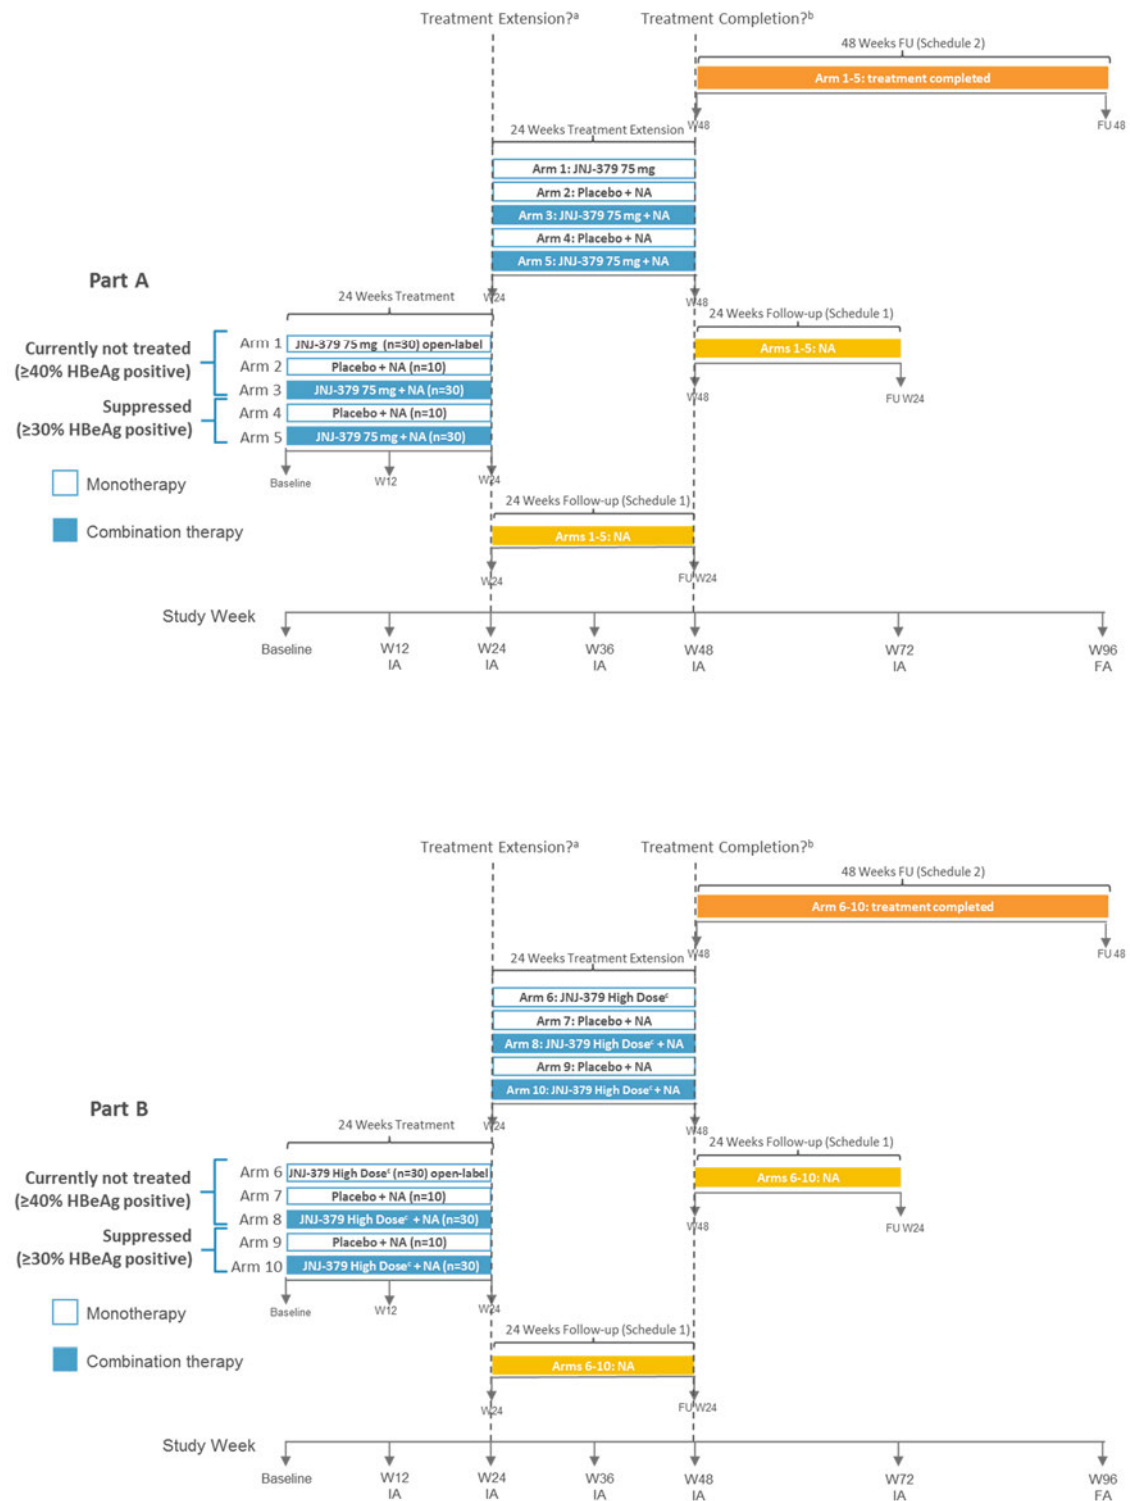 Treatment Extension?ᵃ
Treatment Completion?ᵇ
48 Weeks FU (Schedule 2)
Arm 1-5: treatment completed
W48
FU 48
24 Weeks Treatment Extension
Arm 1: JNJ-379 75 mg
Arm 2: Placebo + NA
Arm 3: JNJ-379 75 mg + NA
Arm 4: Placebo + NA
Arm 5: JNJ-379 75 mg + NA
W24
W48
Part A
24 Weeks Treatment
Currently not treated
(≥40% HBeAg positive)
Suppressed
(≥30% HBeAg positive)
Arm 1
JNJ-379 75 mg (n=30) open-label
Arm 2
Placebo + NA (n=10)
Arm 3
JNJ-379 75 mg + NA (n=30)
Arm 4
Placebo + NA (n=10)
Arm 5
JNJ-379 75 mg + NA (n=30)
Baseline
W12
W24
24 Weeks Follow-up (Schedule 1)
Arms 1-5: NA
W48
FU W24
Monotherapy
Combination therapy
24 Weeks Follow-up (Schedule 1)
Arms 1-5: NA
W24
FU W24
Study Week
Baseline
W12
IA
W24
IA
W36
IA
W48
IA
W72
IA
W96
FA
Treatment Extension?ᵃ
Treatment Completion?ᵇ
48 Weeks FU (Schedule 2)
Arm 6-10: treatment completed
W48
FU 48
24 Weeks Treatment Extension
Arm 6: JNJ-379 High Doseᶜ
Arm 7: Placebo + NA
Arm 8: JNJ-379 High Doseᶜ + NA
Arm 9: Placebo + NA
Arm 10: JNJ-379 High Doseᶜ + NA
W24
W48
Part B
24 Weeks Treatment
Currently not treated
(≥40% HBeAg positive)
Suppressed
(≥30% HBeAg positive)
Arm 6
JNJ-379 High Doseᶜ (n=30) open-label
Arm 7
Placebo + NA (n=10)
Arm 8
JNJ-379 High Doseᶜ + NA (n=30)
Arm 9
Placebo + NA (n=10)
Arm 10
JNJ-379 High Doseᶜ + NA (n=30)
Baseline
W12
W24
24 Weeks Follow-up (Schedule 1)
Arms 6-10: NA
W48
FU W24
Monotherapy
Combination therapy
24 Weeks Follow-up (Schedule 1)
Arms 6-10: NA
W24
FU W24
Study Week
Baseline
W12
IA
W24
IA
W36
IA
W48
IA
W72
IA
W96
FA